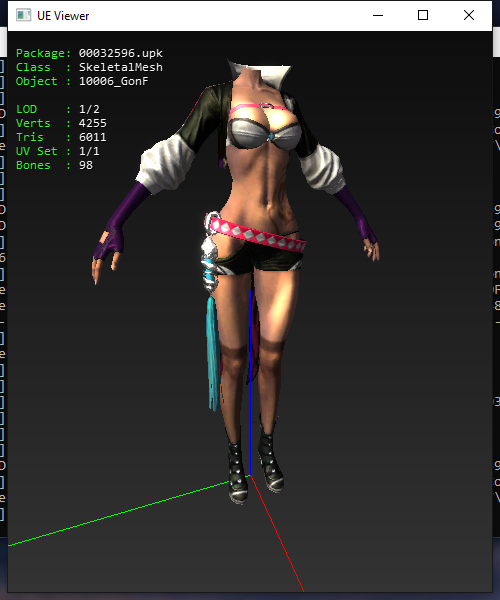 UE Viewer
Package: 00032596.upk
Class : SkeletalMesh
Object : 10006_GonF
LOD : 1/2
Verts : 4255
Tris : 6011
UV Set : 1/1
Bones : 98